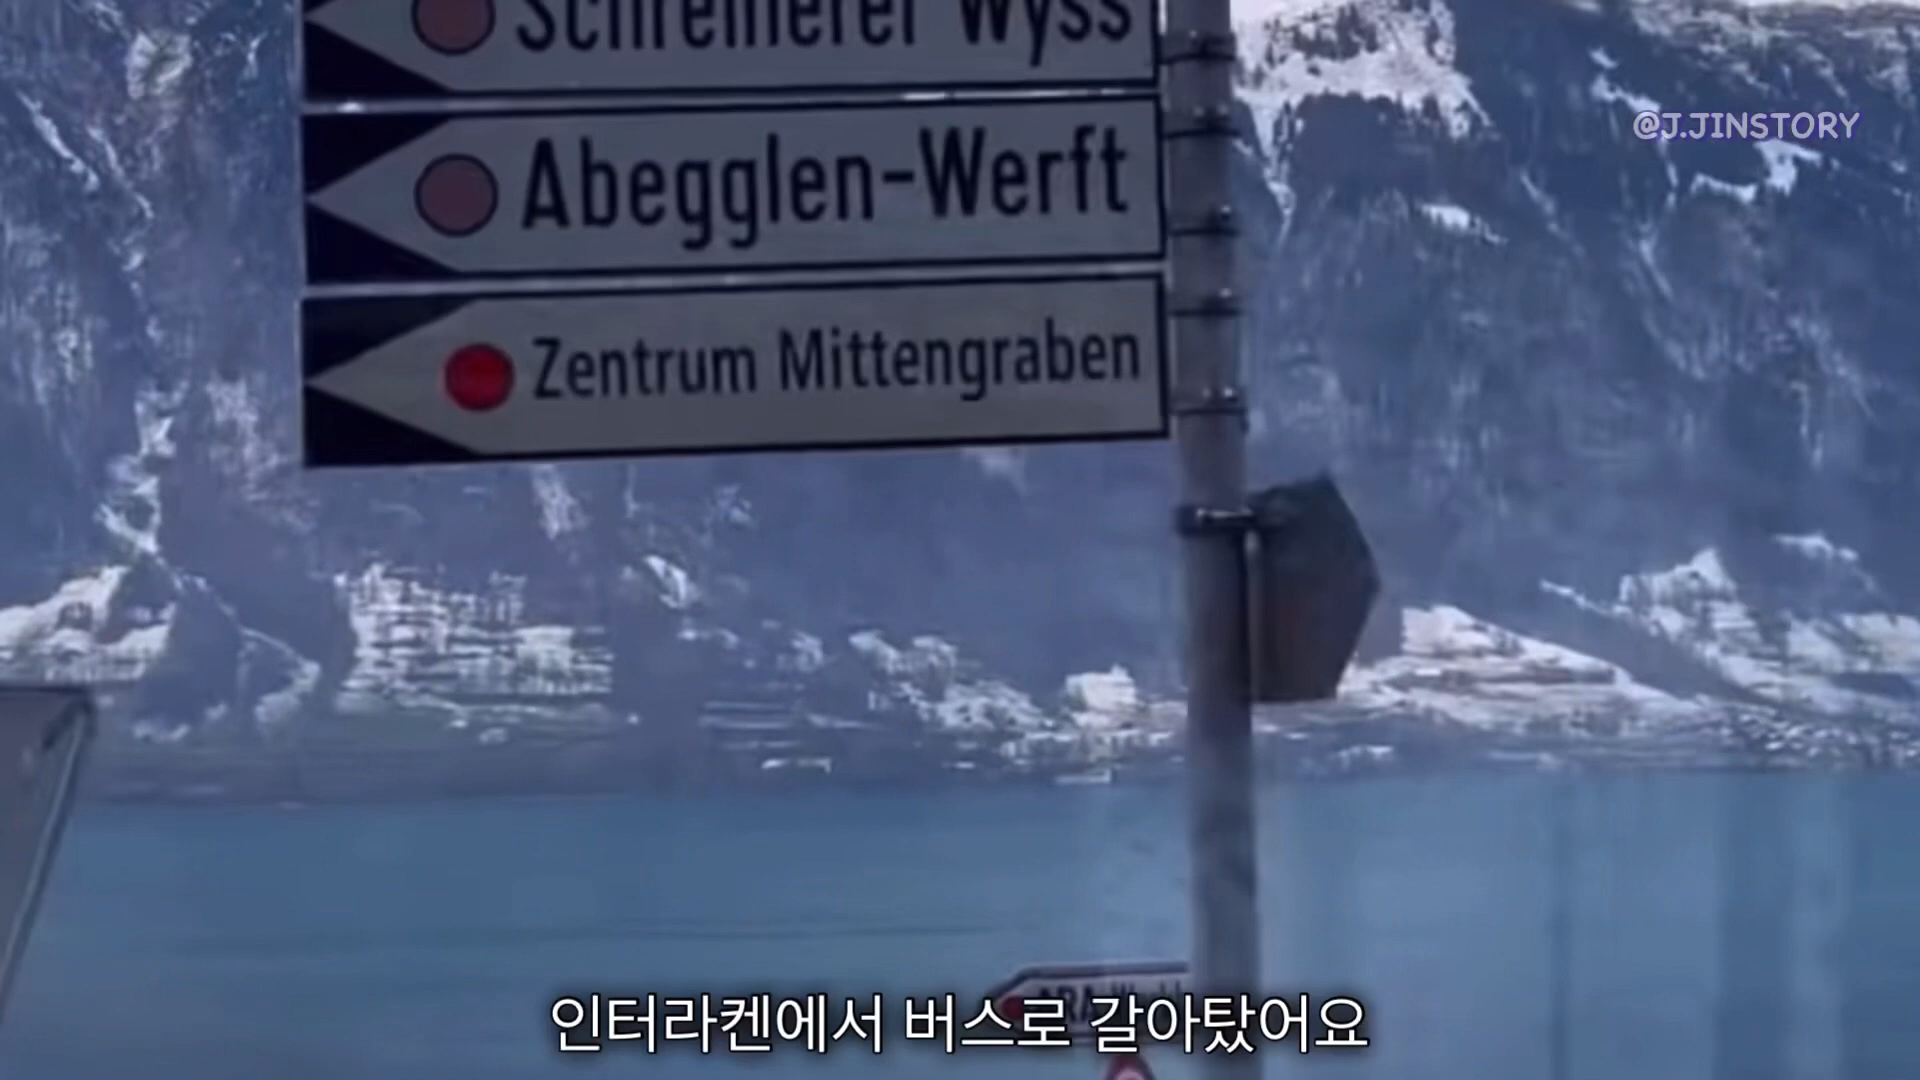 Schreinerei Wyss
@J.JINSTORY
Abegglen-Werft
Zentrum Mittengraben
ARA
인터라켄에서 버스로 갈아탔어요